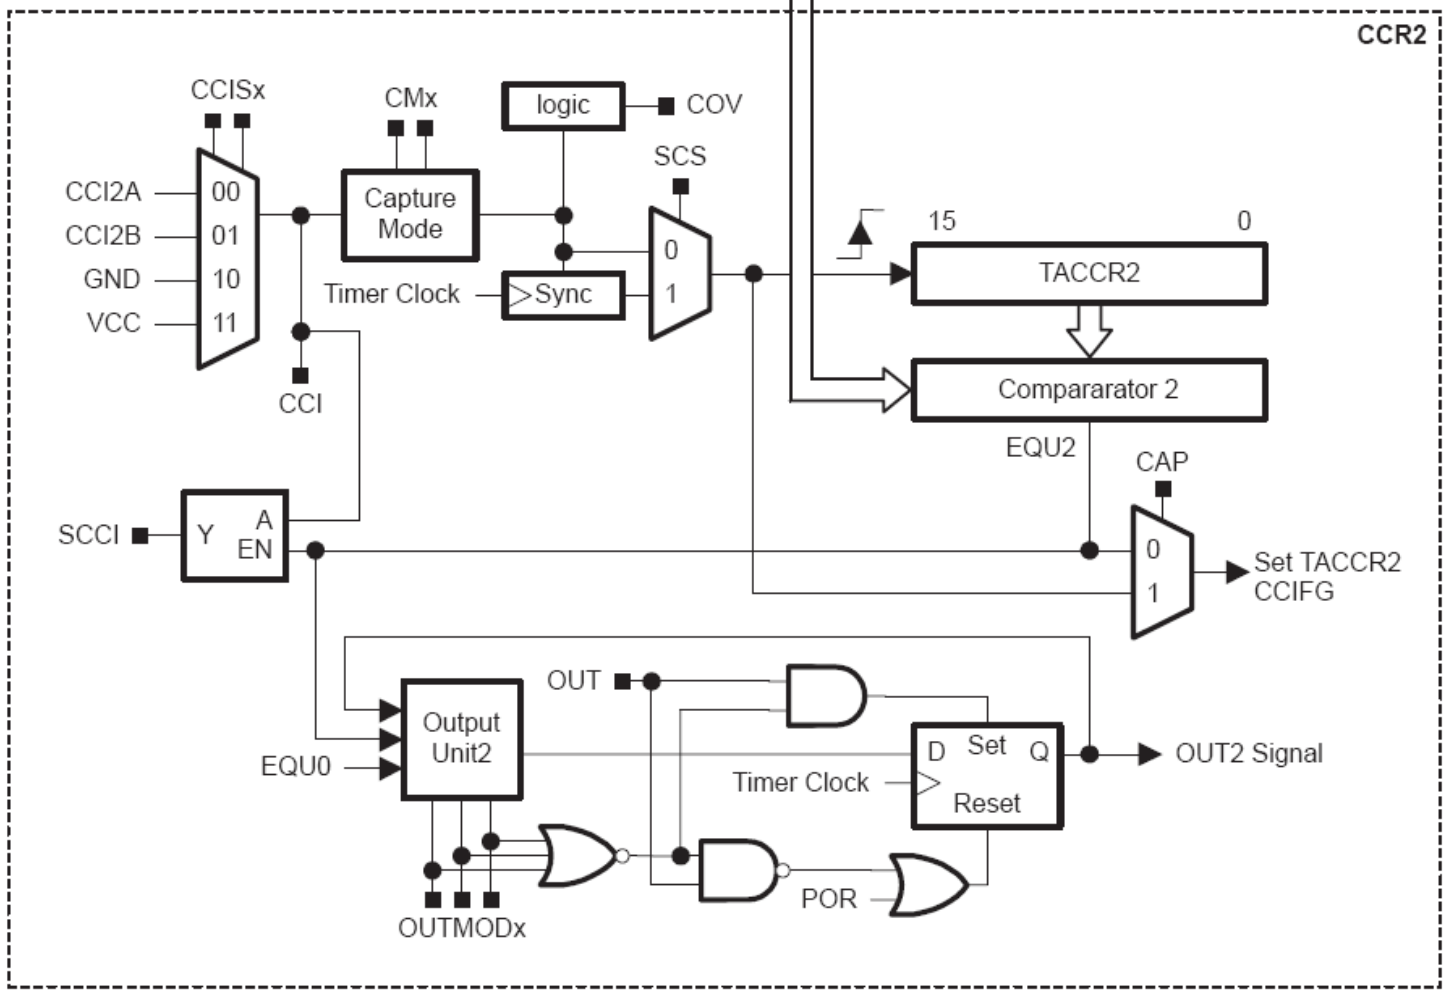 CCR2
CCISx
CMx
logic
COV
SCS
CCI2A
00
CCI2B
01
GND
10
VCC
11
Capture
Mode
0
1
Timer Clock
Sync
15
0
TACCR2
Compararator 2
CCI
EQU2
CAP
SCCI
Y
A
EN
0
1
Set TACCR2
CCIFG
OUT
Output
Unit2
EQU0
D
Set
Q
OUT2 Signal
Timer Clock
Reset
POR
OUTMODx